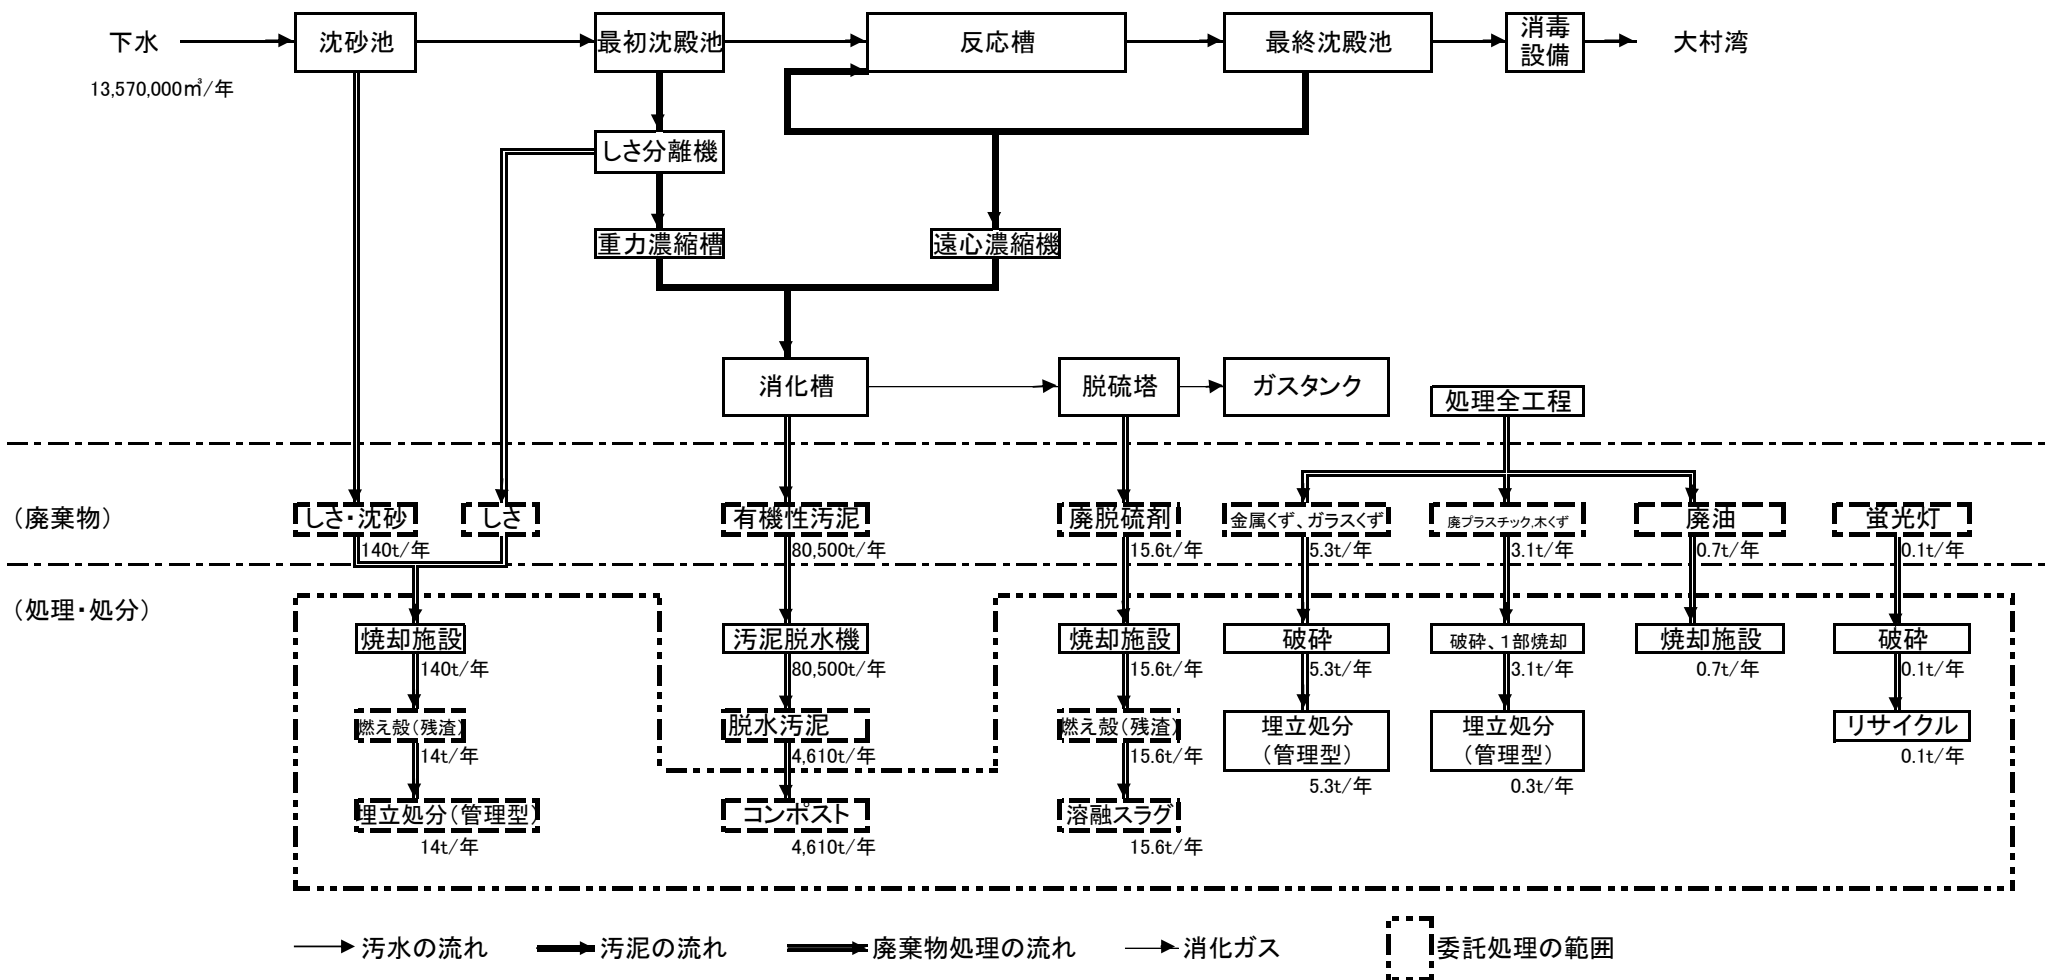 下水
沈砂池
最初沈殿池
反応槽
最終沈殿池
消毒
設備
大村湾
13,570,000㎥/年
しさ分離機
重力濃縮槽
遠心濃縮機
消化槽
脱硫塔
ガスタンク
処理全工程
（廃棄物）
しさ・沈砂
140t/年
しさ
有機性汚泥
80,500t/年
廃脱硫剤
15.6t/年
金属くず、ガラスくず
5.3t/年
廃プラスチック,木くず
3.1t/年
廃油
0.7t/年
蛍光灯
0.1t/年
（処理・処分）
焼却施設
140t/年
汚泥脱水機
80,500t/年
焼却施設
15.6t/年
破砕
5.3t/年
破砕、１部焼却
3.1t/年
焼却施設
0.7t/年
破砕
0.1t/年
燃え殻（残渣）
14t/年
脱水汚泥
4,610t/年
燃え殻（残渣）
15.6t/年
埋立処分
（管理型）
5.3t/年
埋立処分
（管理型）
0.3t/年
リサイクル
0.1t/年
埋立処分（管理型）
14t/年
コンポスト
4,610t/年
溶融スラグ
15.6t/年
汚水の流れ
汚泥の流れ
廃棄物処理の流れ
消化ガス
委託処理の範囲